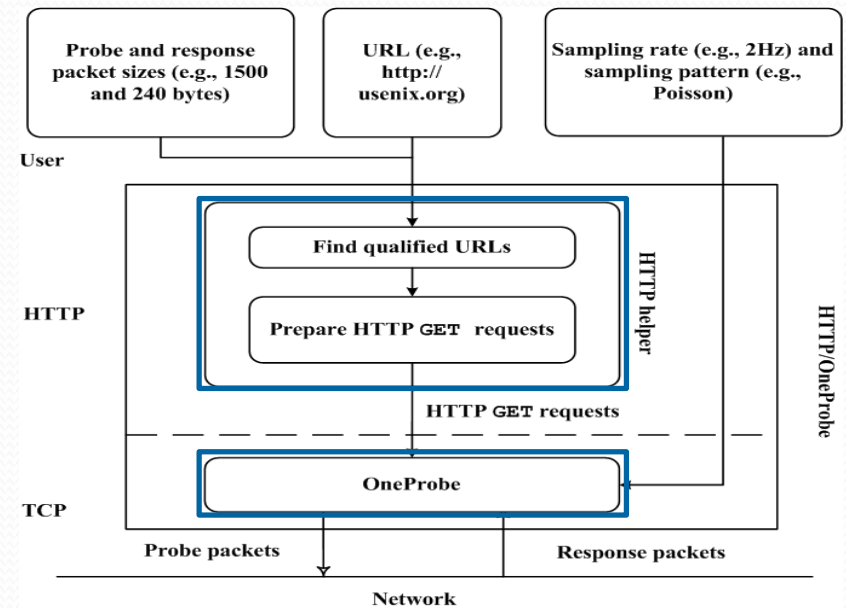 Probe and response
packet sizes (e.g., 1500
and 240 bytes)
URL (e.g.,
http://
usenix.org)
Sampling rate (e.g., 2Hz) and
sampling pattern (e.g.,
Poisson)
User
HTTP
Find qualified URLs
Prepare HTTP GET requests
HTTP helper
HTTP/OneProbe
HTTP GET requests
OneProbe
TCP
Probe packets
Response packets
Network